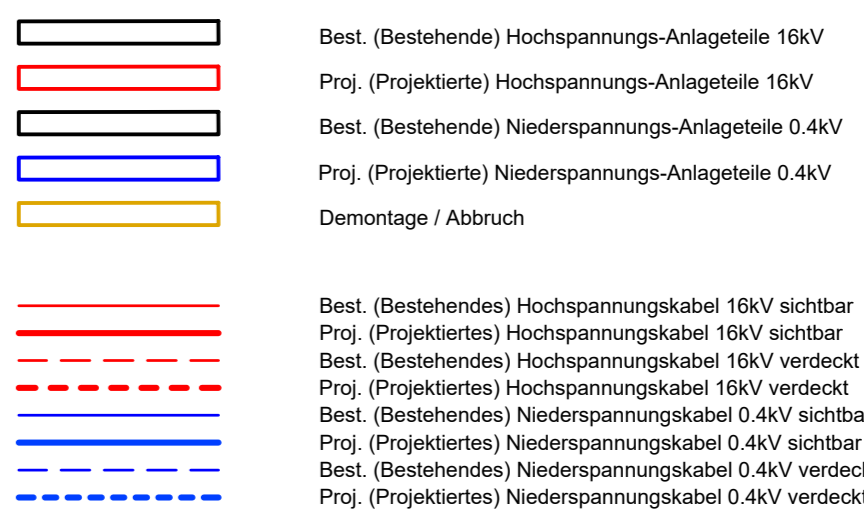 Best. (Bestehende) Hochspannungs-Anlageteile 16kV
Proj. (Projektierte) Hochspannungs-Anlageteile 16kV
Best. (Bestehende) Niederspannungs-Anlageteile 0.4kV
Proj. (Projektierte) Niederspannungs-Anlageteile 0.4kV
Demontage / Abbruch
Best. (Bestehendes) Hochspannungskabel 16kV sichtbar
Proj. (Projektiertes) Hochspannungskabel 16kV sichtbar
Best. (Bestehendes) Hochspannungskabel 16kV verdeckt
Proj. (Projektiertes) Hochspannungskabel 16kV verdeckt
Best. (Bestehendes) Niederspannungskabel 0.4kV sichtba
Proj. (Projektiertes) Niederspannungskabel 0.4kV sichtbar
Best. (Bestehendes) Niederspannungskabel 0.4kV verdeck
Proj. (Projektiertes) Niederspannungskabel 0.4kV verdeckt